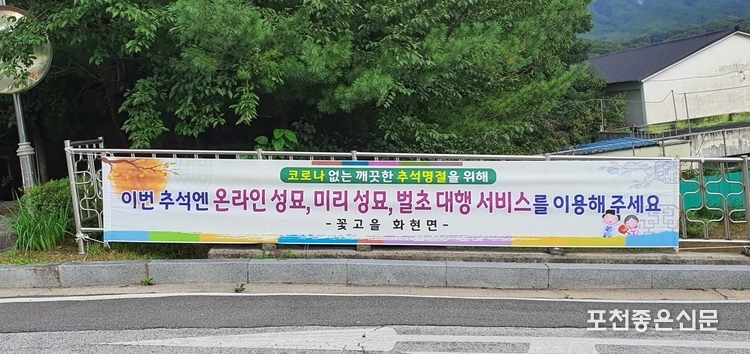 코로나 없는 깨끗한 추석명절을 위해
이번 추석엔 온라인 성묘, 미리 성묘, 벌초 대행 서비스를 이용해 주세요
- 꽃고을 화현면 -
포천좋은신문